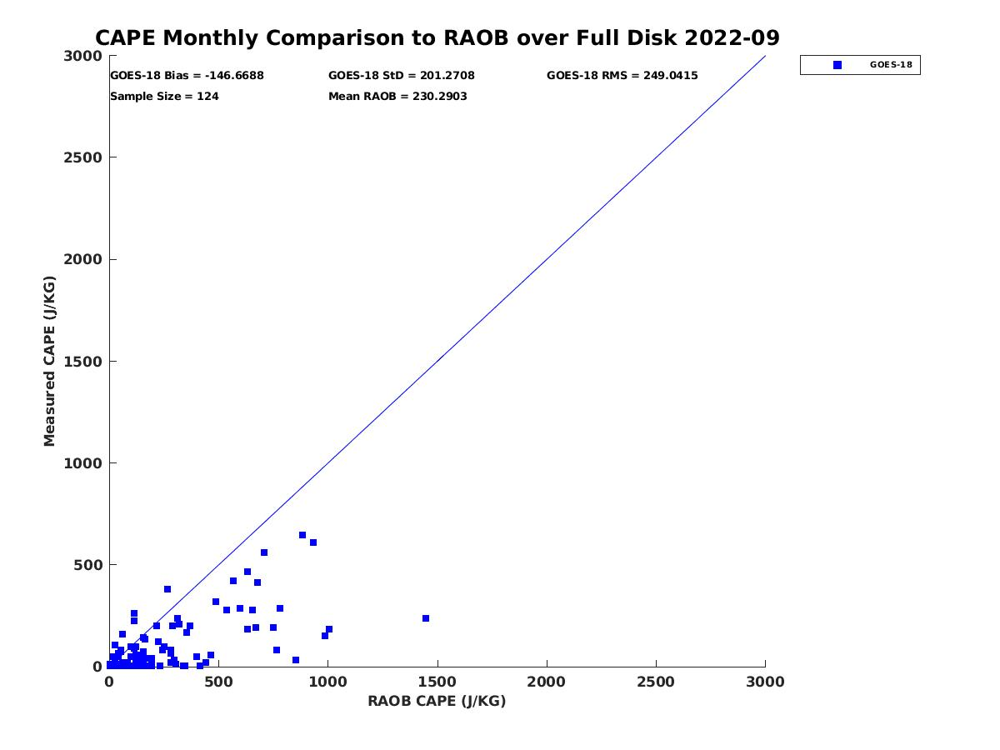 CAPE Monthly Comparison to RAOB over Full Disk 2022-09
GOES-18
GOES-18 Bias = -146.6688 GOES-18 StD = 201.2708 GOES-18 RMS = 249.0415
Sample Size = 124 Mean RAOB = 230.2903
3000
2500
2000
1500
1000
500
0
Measured CAPE (J/KG)
0 500 1000 1500 2000 2500 3000
RAOB CAPE (J/KG)